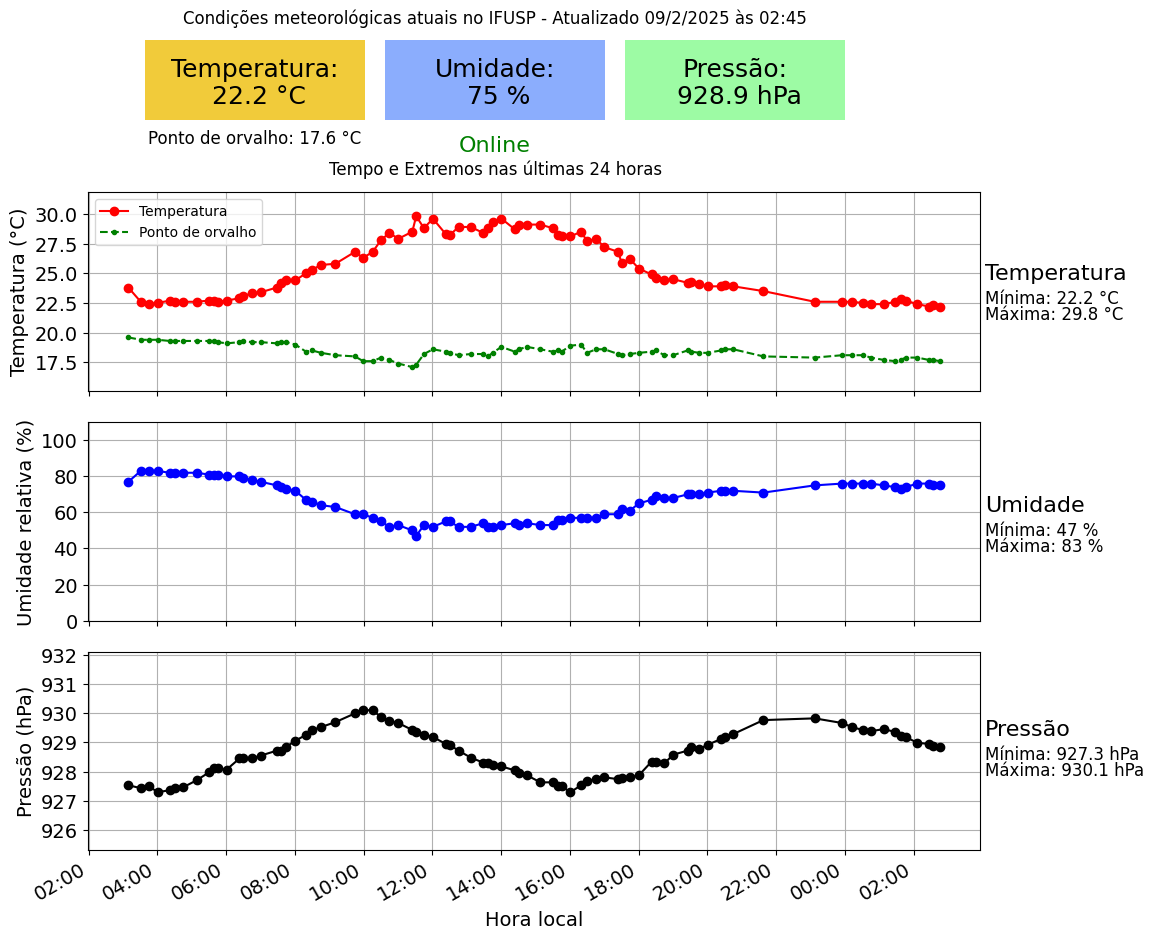 Condições meteorológicas atuais no IFUSP - Atualizado 09/2/2025 às 02:45
Temperatura:
22.2 °C
Umidade:
75 %
Pressão:
928.9 hPa
Ponto de orvalho: 17.6 °C
Online
Tempo e Extremos nas últimas 24 horas
Temperatura (°C)
30.0
27.5
25.0
22.5
20.0
17.5
Temperatura
Ponto de orvalho
Temperatura
Mínima: 22.2 °C
Máxima: 29.8 °C
Umidade relativa (%)
100
80
60
40
20
0
Umidade
Mínima: 47 %
Máxima: 83 %
Pressão (hPa)
932
931
930
929
928
927
926
Pressão
Mínima: 927.3 hPa
Máxima: 930.1 hPa
02:00 04:00 06:00 08:00 10:00 12:00 14:00 16:00 18:00 20:00 22:00 00:00 02:00
Hora local